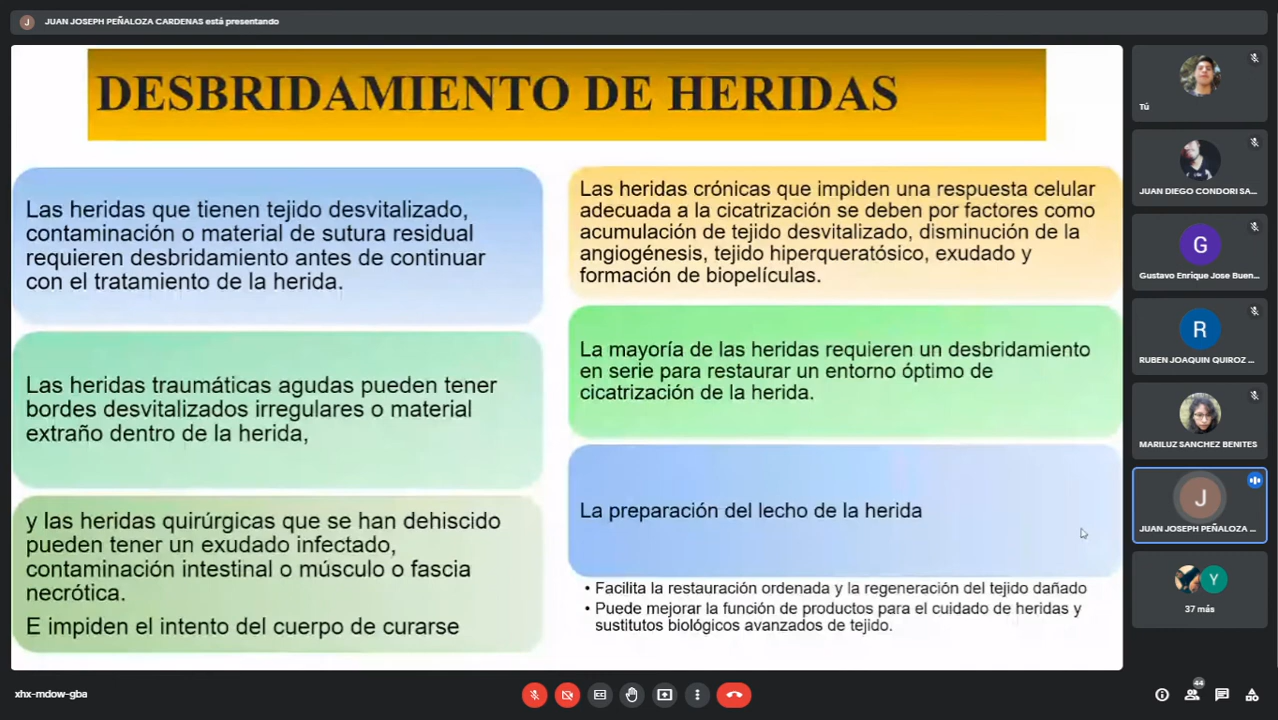 J
JUAN JOSEPH PEÑALOZA CARDENAS está presentando
DESBRIDAMIENTO DE HERIDAS
Las heridas que tienen tejido desvitalizado,
contaminación o material de sutura residual
requieren desbridamiento antes de continuar
con el tratamiento de la herida.
Las heridas traumáticas agudas pueden tener
bordes desvitalizados irregulares o material
extraño dentro de la herida,
y las heridas quirúrgicas que se han dehiscido
pueden tener un exudado infectado,
contaminación intestinal o músculo o fascia
necrótica.
E impiden el intento del cuerpo de curarse
Las heridas crónicas que impiden una respuesta celular
adecuada a la cicatrización se deben por factores como
acumulación de tejido desvitalizado, disminución de la
angiogénesis, tejido hiperqueratósico, exudado y
formación de biopelículas.
La mayoría de las heridas requieren un desbridamiento
en serie para restaurar un entorno óptimo de
cicatrización de la herida.
La preparación del lecho de la herida
• Facilita la restauración ordenada y la regeneración del tejido dañado
• Puede mejorar la función de productos para el cuidado de heridas y
sustitutos biológicos avanzados de tejido.
Tú
JUAN DIEGO CONDORI SA...
G
Gustavo Enrique Jose Buen...
R
RUBEN JOAQUIN QUIROZ ...
MARILUZ SANCHEZ BENITES
J
JUAN JOSEPH PEÑALOZA ...
Y
37 más
xhx-mdow-gba
44